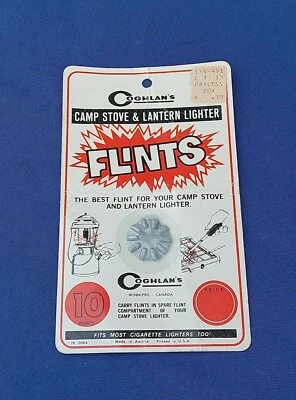 COGHLAN'S
CAMP STOVE & LANTERN LIGHTER
FLINTS
THE BEST FLINT FOR YOUR CAMP STOVE
AND LANTERN LIGHTER.
COGHLAN'S
WINNIPEG CANADA
10
PRICE
CARRY FLINTS IN SPARE FLINT
COMPARTMENT OF YOUR
CAMP STOVE LIGHTER.
FITS MOST CIGARETTE LIGHTERS TOO!
Made in Austria Printed in U.S.A.
PAYLESS